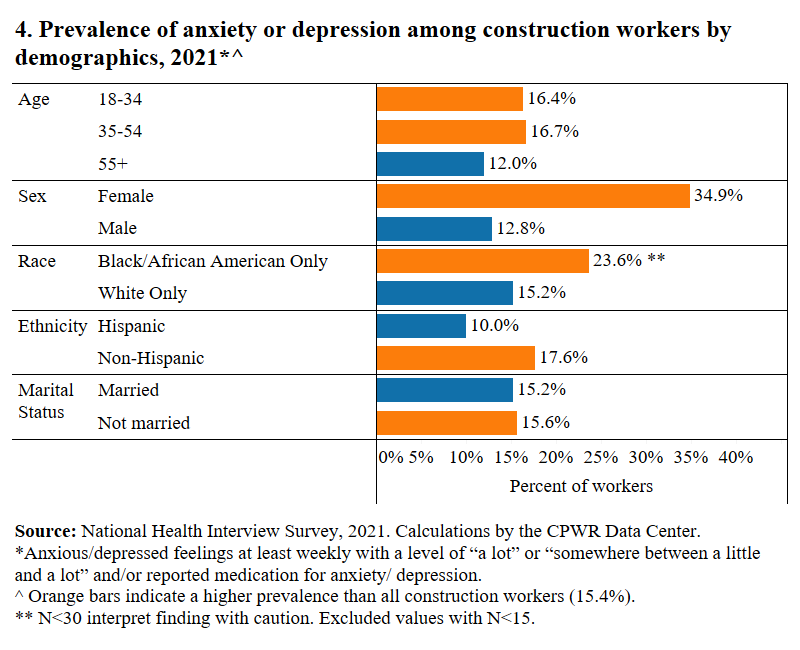 4. Prevalence of anxiety or depression among construction workers by
demographics, 2021*^
Age 18-34 16.4%
35-54 16.7%
55+ 12.0%
Sex Female 34.9%
Male 12.8%
Race Black/African American Only 23.6% **
White Only 15.2%
Ethnicity Hispanic 10.0%
Non-Hispanic 17.6%
Marital Married 15.2%
Status
Not married 15.6%
0% 5% 10% 15% 20% 25% 30% 35% 40%
Percent of workers
Source: National Health Interview Survey, 2021. Calculations by the CPWR Data Center.
*Anxious/depressed feelings at least weekly with a level of “a lot” or “somewhere between a little
and a lot” and/or reported medication for anxiety/ depression.
^ Orange bars indicate a higher prevalence than all construction workers (15.4%).
** N<30 interpret finding with caution. Excluded values with N<15.